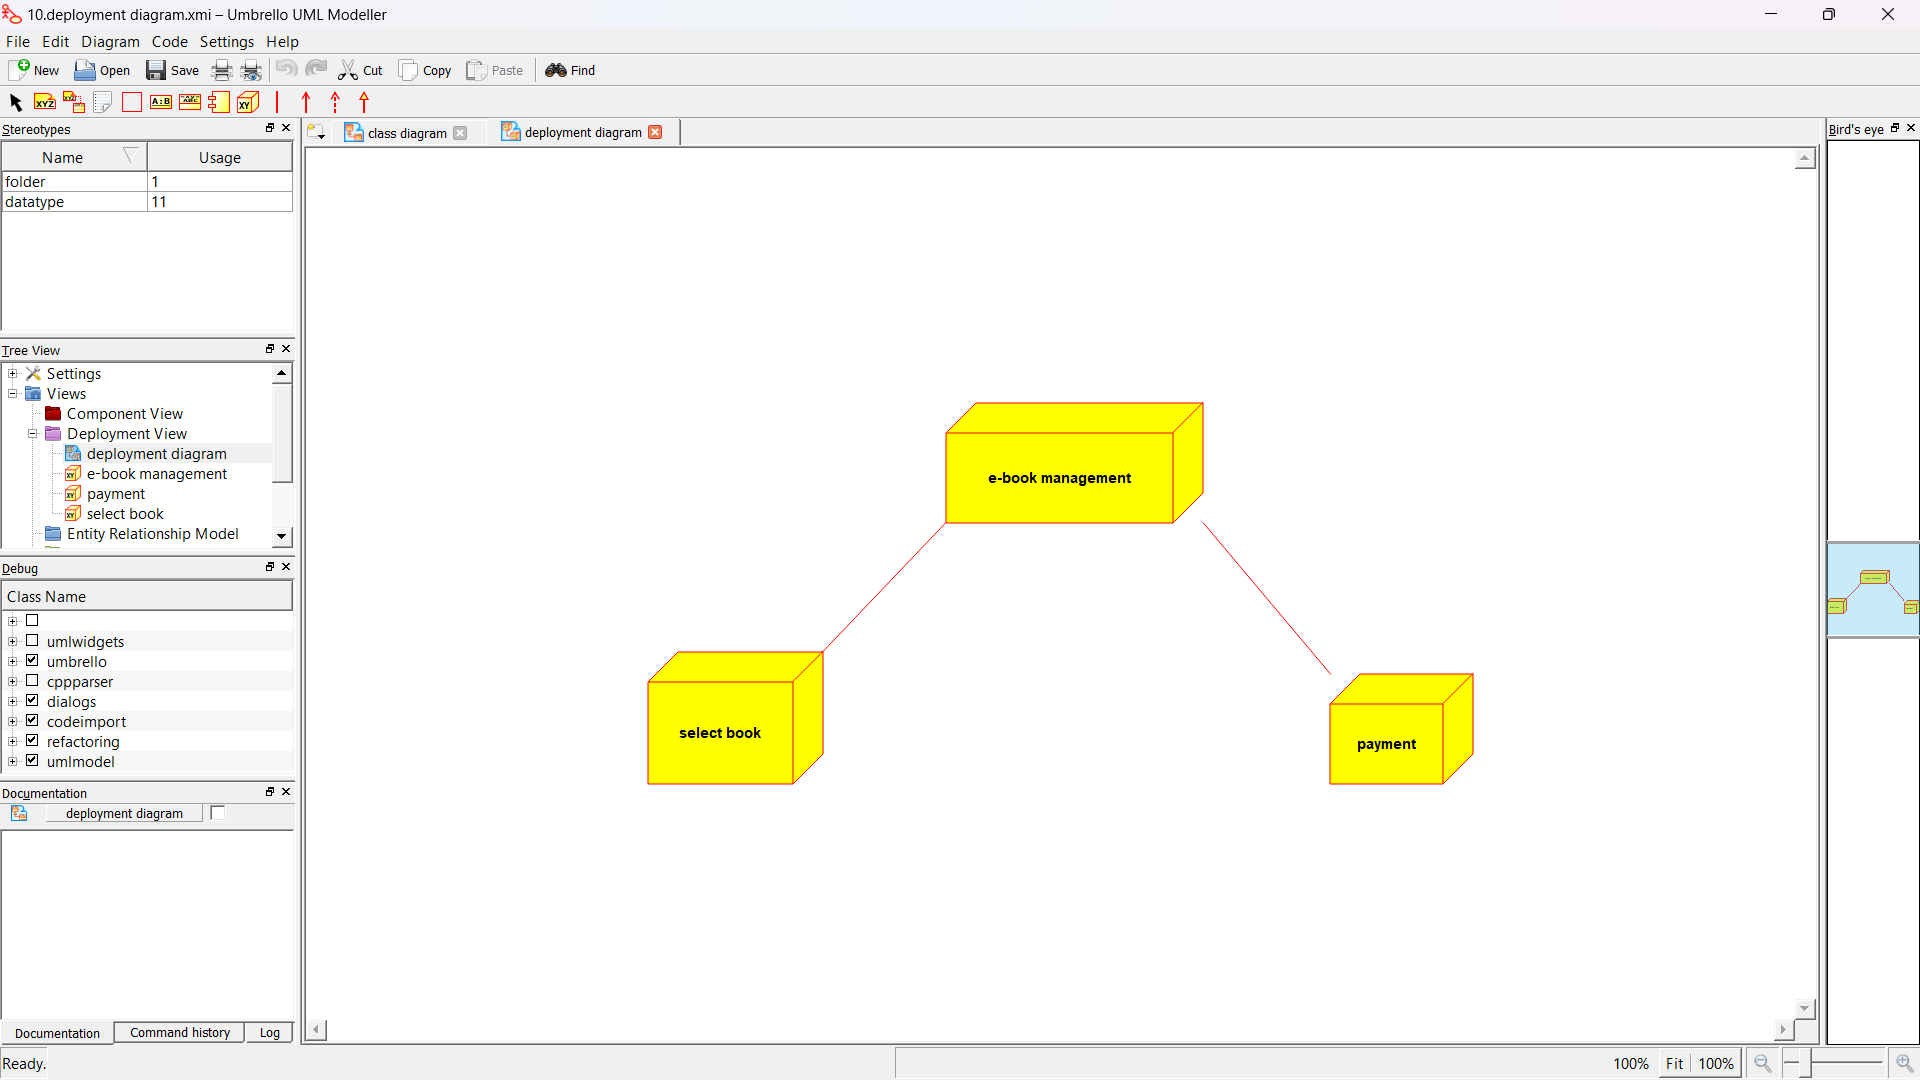 10.deployment diagram.xmi – Umbrello UML Modeller
File Edit Diagram Code Settings Help
New Open Save Cut Copy Paste Find
XYZ A:B ABC XY
Stereotypes
Name Usage
folder 1
datatype 11
Tree View
Settings
Views
Component View
Deployment View
deployment diagram
e-book management
payment
select book
Entity Relationship Model
Debug
Class Name
umlwidgets
umbrello
cppparser
dialogs
codeimport
refactoring
umlmodel
Documentation
deployment diagram
Documentation Command history Log
class diagram deployment diagram
e-book management
select book
payment
Bird's eye
Ready.
100% Fit 100%